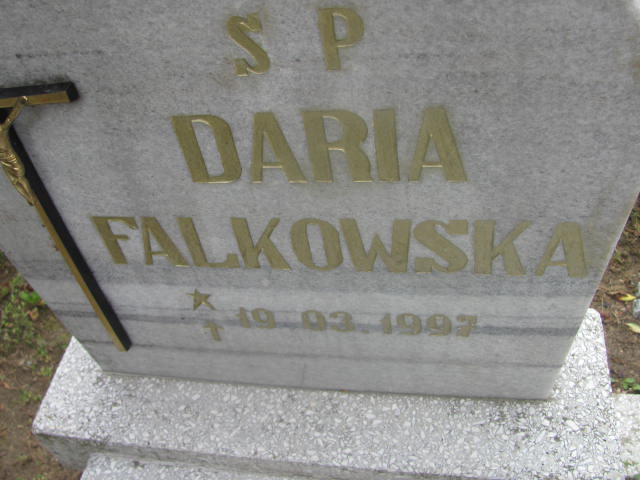 S P
DARIA
FALKOWSKA
19.03.1997